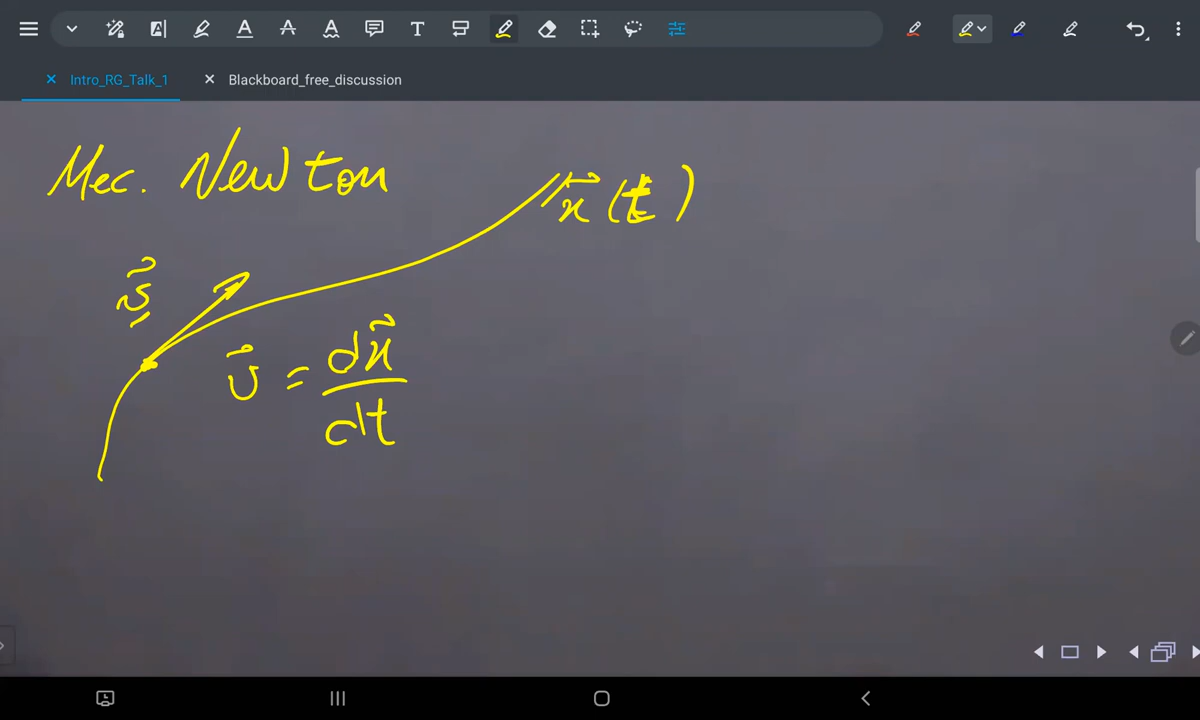 Intro_RG_Talk_1 Blackboard_free_discussion
Mec. Newton
x⃗(t)
v⃗
v⃗ = dx⃗/dt